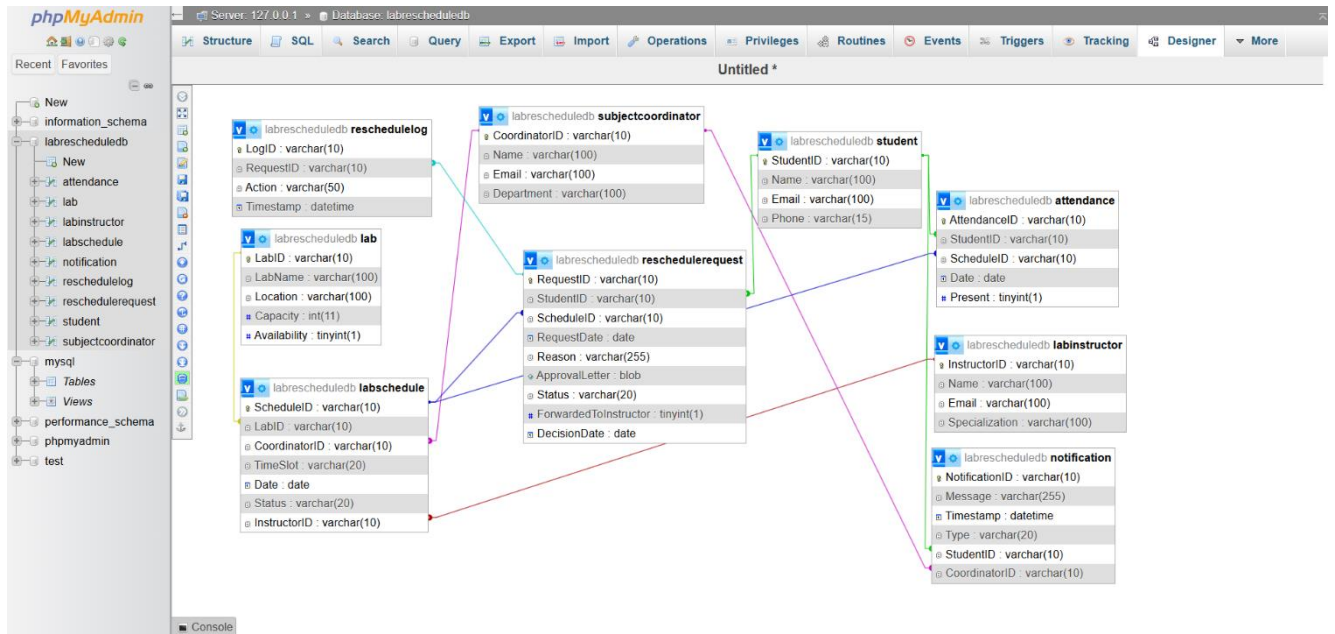 phpMyAdmin
Recent Favorites
New
information_schema
labrescheduledb
New
attendance
lab
labinstructor
labschedule
notification
reschedulelog
reschedulerequest
student
subjectcoordinator
mysql
Tables
Views
performance_schema
phpmyadmin
test
Server: 127.0.0.1 » Database: labrescheduledb
Structure SQL Search Query Export Import Operations Privileges Routines Events Triggers Tracking Designer More
Untitled *
labrescheduledb reschedulelog
LogID : varchar(10)
RequestID : varchar(10)
Action : varchar(50)
Timestamp : datetime
labrescheduledb subjectcoordinator
CoordinatorID : varchar(10)
Name : varchar(100)
Email : varchar(100)
Department : varchar(100)
labrescheduledb student
StudentID : varchar(10)
Name : varchar(100)
Email : varchar(100)
Phone : varchar(15)
labrescheduledb attendance
AttendanceID : varchar(10)
StudentID : varchar(10)
ScheduleID : varchar(10)
Date : date
Present : tinyint(1)
labrescheduledb lab
LabID : varchar(10)
LabName : varchar(100)
Location : varchar(100)
Capacity : int(11)
Availability : tinyint(1)
labrescheduledb reschedulerequest
RequestID : varchar(10)
StudentID : varchar(10)
ScheduleID : varchar(10)
RequestDate : date
Reason : varchar(255)
ApprovalLetter : blob
Status : varchar(20)
ForwardedToInstructor : tinyint(1)
DecisionDate : date
labrescheduledb labinstructor
InstructorID : varchar(10)
Name : varchar(100)
Email : varchar(100)
Specialization : varchar(100)
labrescheduledb labschedule
ScheduleID : varchar(10)
LabID : varchar(10)
CoordinatorID : varchar(10)
TimeSlot : varchar(20)
Date : date
Status : varchar(20)
InstructorID : varchar(10)
labrescheduledb notification
NotificationID : varchar(10)
Message : varchar(255)
Timestamp : datetime
Type : varchar(20)
StudentID : varchar(10)
CoordinatorID : varchar(10)
Console